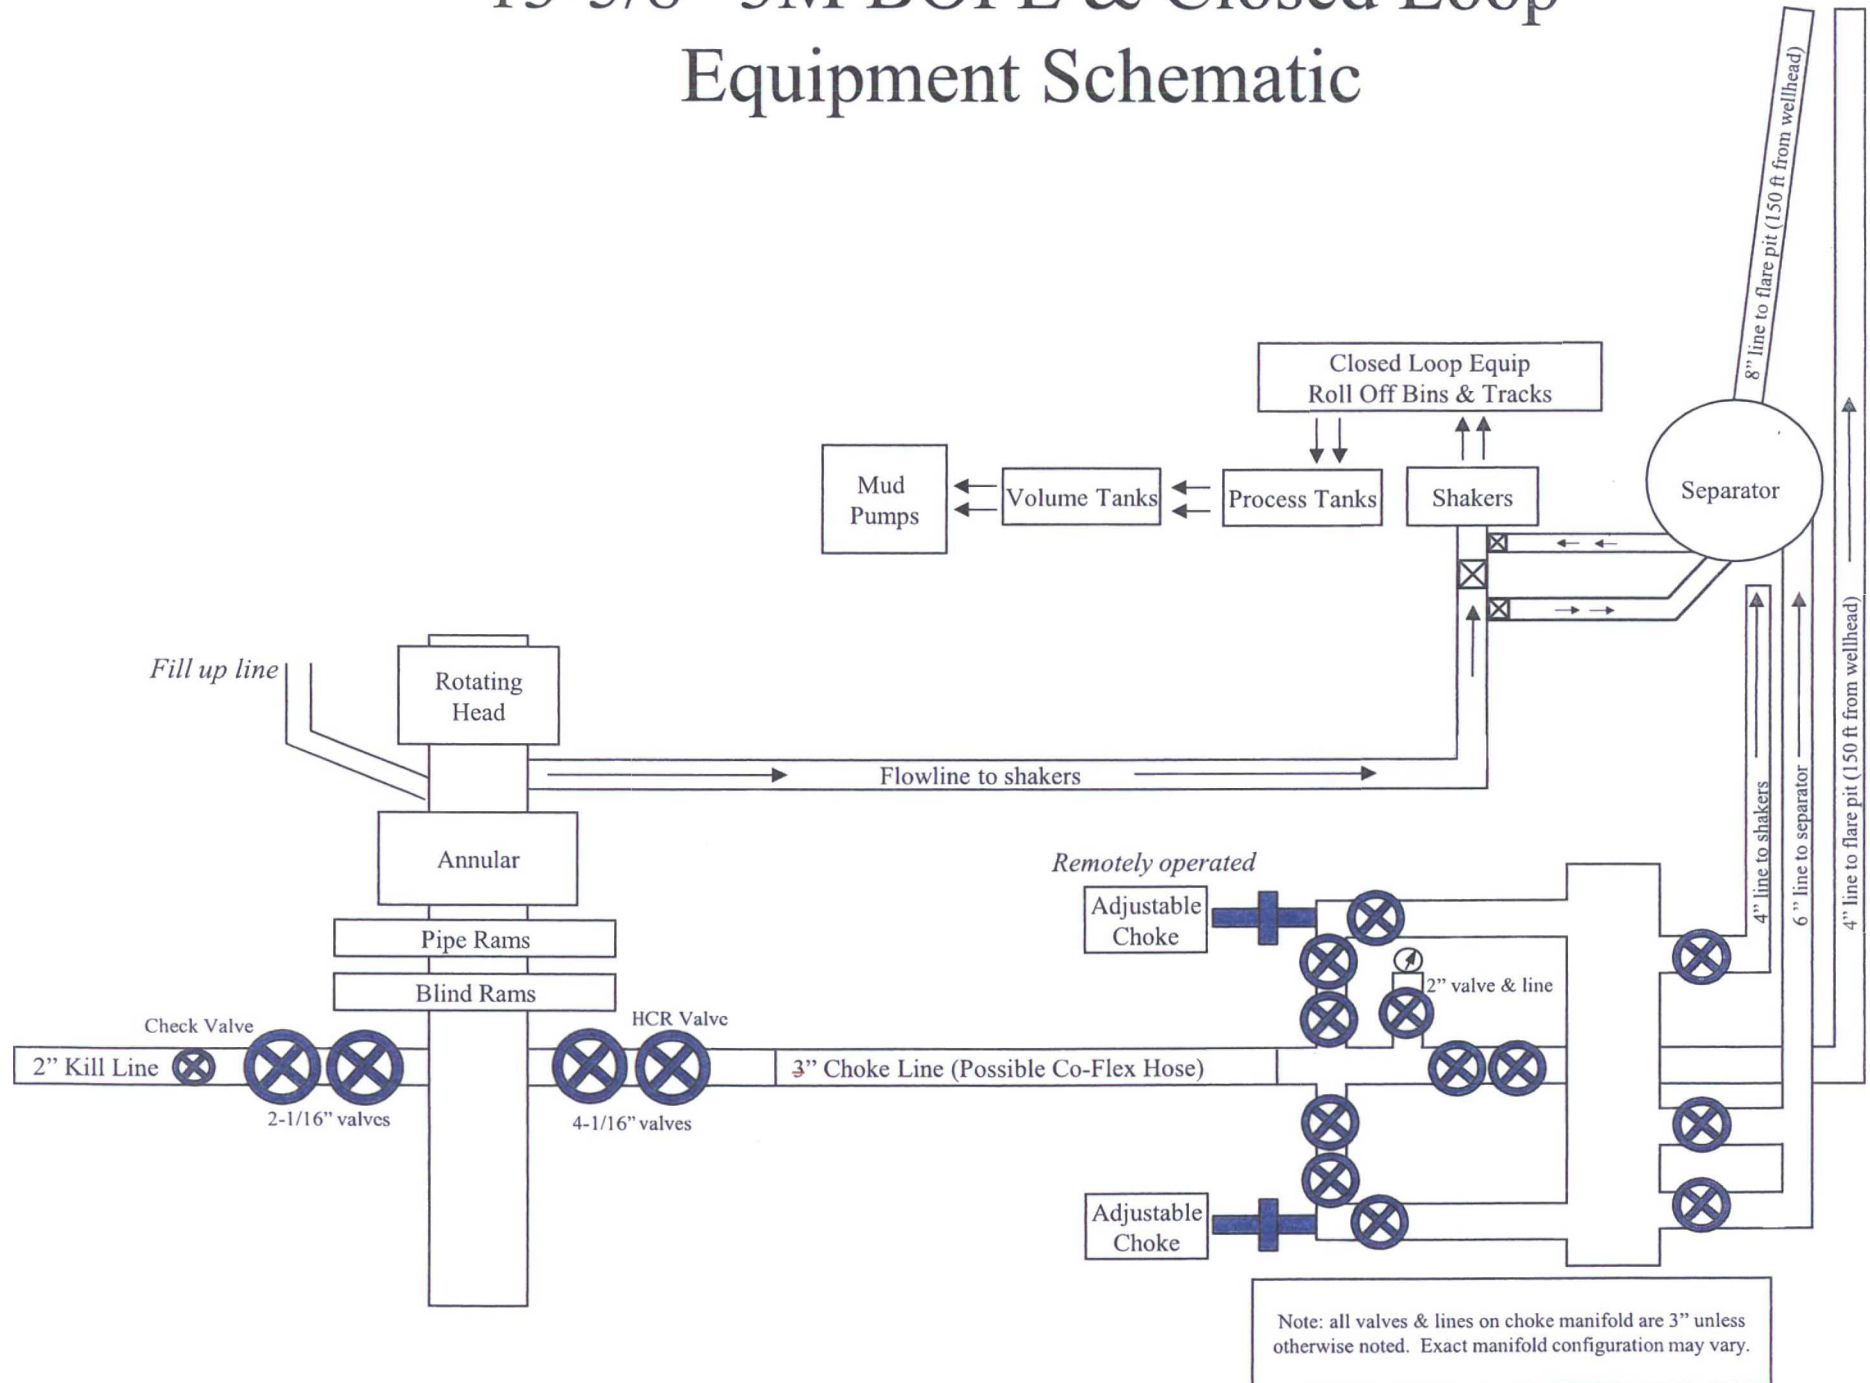 BOPE & Closed Loop
Equipment Schematic
8” line to flare pit (150 ft from wellhead)
Closed Loop Equip
Roll Off Bins & Tracks
Mud
Pumps
Volume Tanks
Process Tanks
Shakers
Separator
Fill up line
Rotating
Head
Flowline to shakers
Annular
Pipe Rams
Blind Rams
Check Valve
HCR Valve
2” Kill Line
2-1/16” valves
4-1/16” valves
3” Choke Line (Possible Co-Flex Hose)
Remotely operated
Adjustable
Choke
2” valve & line
Adjustable
Choke
4” line to shakers
6 ” line to separator
4” line to flare pit (150 ft from wellhead)
Note: all valves & lines on choke manifold are 3” unless
otherwise noted. Exact manifold configuration may vary.